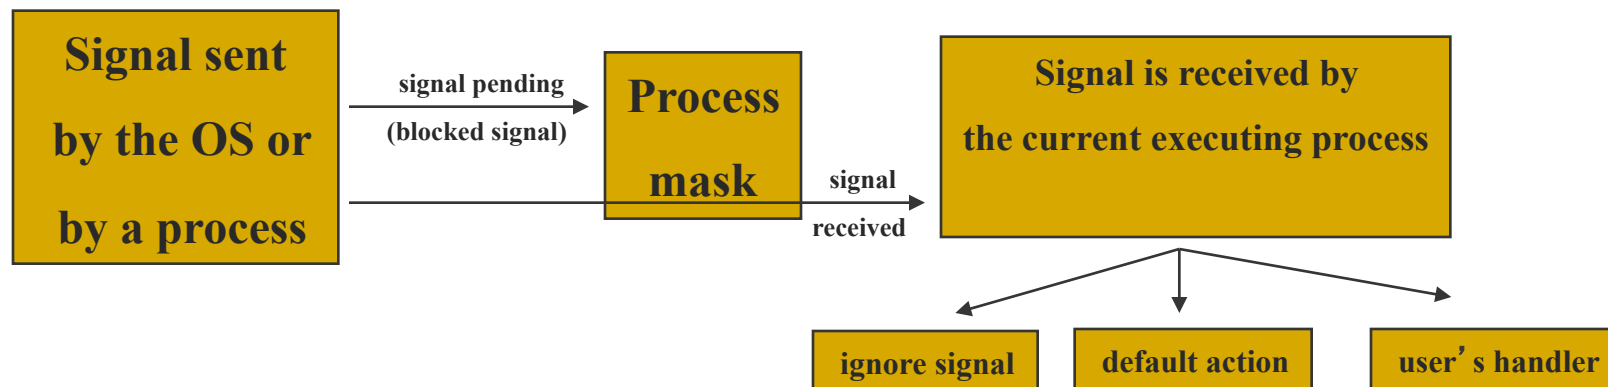 Signal sent
by the OS or
by a process
signal pending
(blocked signal)
Process
mask
signal
received
Signal is received by
the current executing process
ignore signal
default action
user’s handler